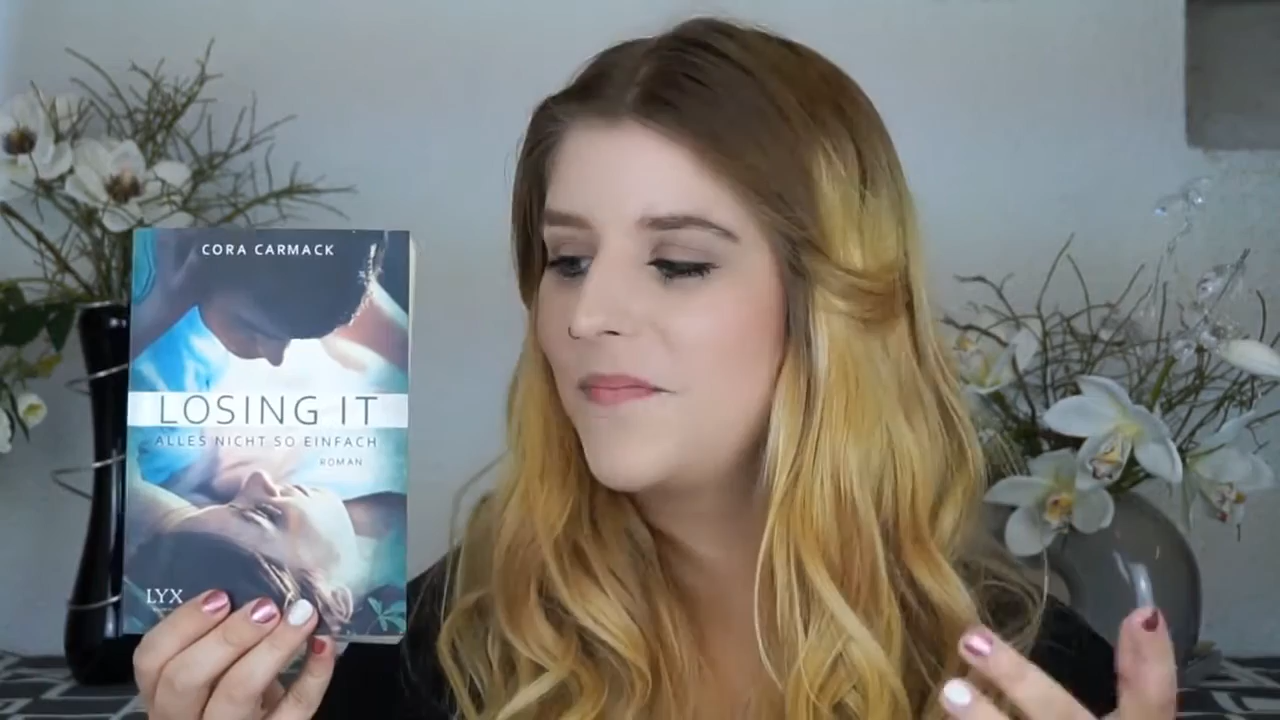 CORA CARMACK
LOSING IT
ALLES NICHT SO EINFACH
ROMAN
LYX